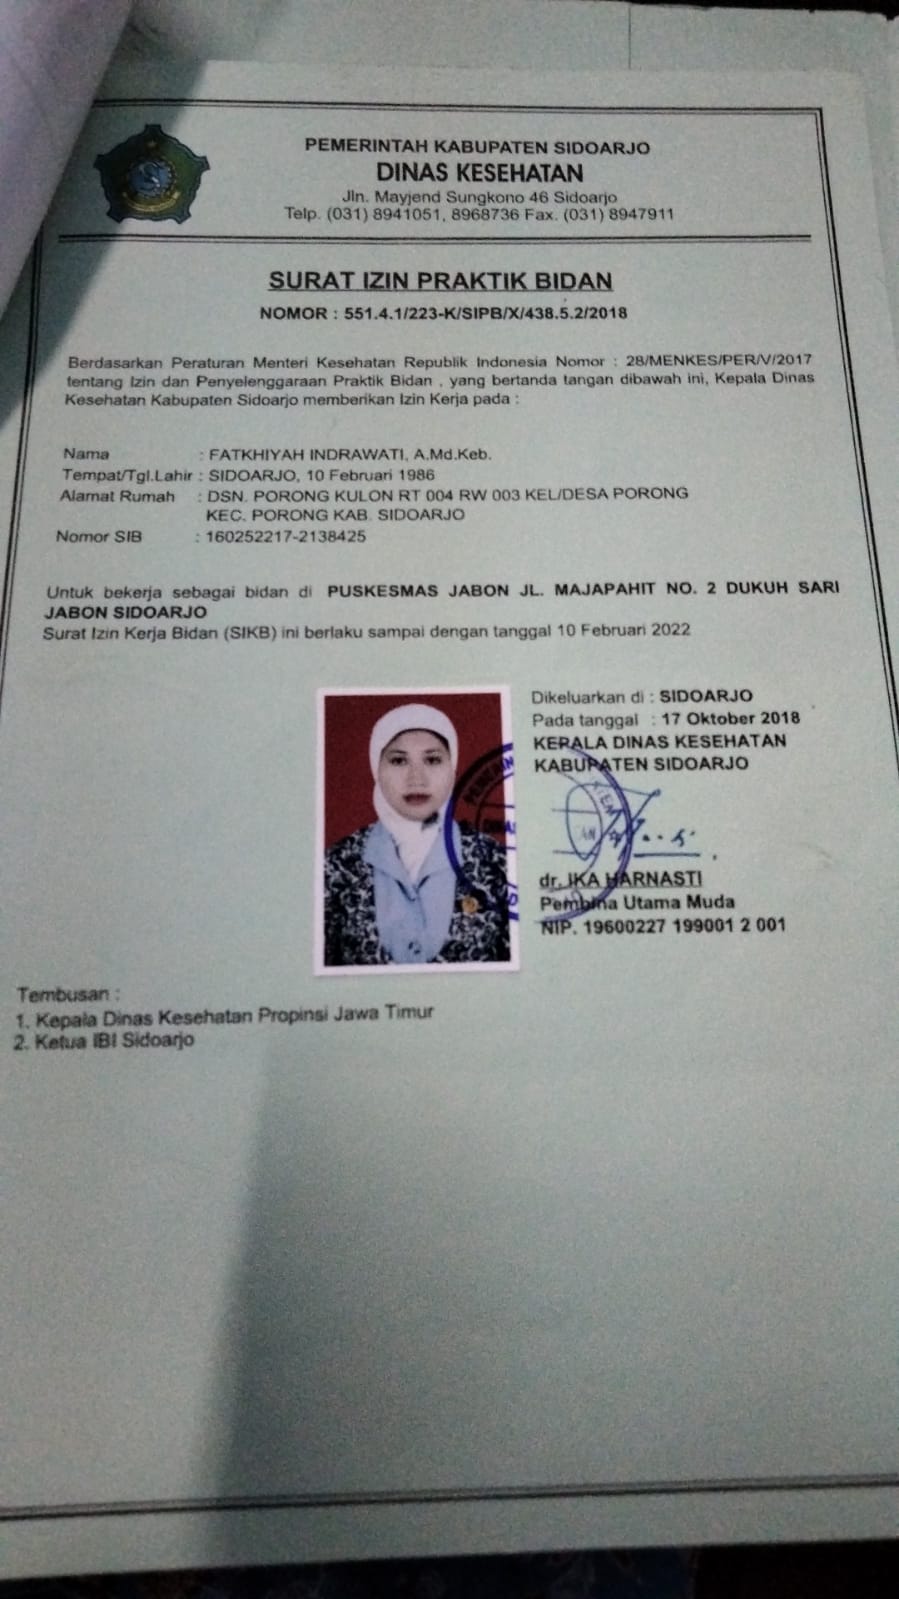 PEMERINTAH KABUPATEN SIDOARJO
DINAS KESEHATAN
Jln. Mayjend Sungkono 46 Sidoarjo
Telp. (031) 8941051, 8968736 Fax. (031) 8947911
SURAT IZIN PRAKTIK BIDAN
NOMOR : 551.4.1/223-K/SIPB/X/438.5.2/2018
Berdasarkan Peraturan Menteri Kesehatan Republik Indonesia Nomor : 28/MENKES/PER/V/2017
tentang Izin dan Penyelenggaraan Praktik Bidan , yang bertanda tangan dibawah ini, Kepala Dinas
Kesehatan Kabupaten Sidoarjo memberikan Izin Kerja pada :
Nama : FATKHIYAH INDRAWATI, A.Md.Keb.
Tempat/Tgl.Lahir : SIDOARJO, 10 Februari 1986
Alamat Rumah : DSN. PORONG KULON RT 004 RW 003 KEL/DESA PORONG
KEC. PORONG KAB. SIDOARJO
Nomor SIB : 160252217-2138425
Untuk bekerja sebagai bidan di PUSKESMAS JABON JL. MAJAPAHIT NO. 2 DUKUH SARI
JABON SIDOARJO
Surat Izin Kerja Bidan (SIKB) ini berlaku sampai dengan tanggal 10 Februari 2022
Dikeluarkan di : SIDOARJO
Pada tanggal : 17 Oktober 2018
KEPALA DINAS KESEHATAN
KABUPATEN SIDOARJO
dr. IKA HARNASTI
Pembina Utama Muda
NIP. 19600227 199001 2 001
Tembusan :
1. Kepala Dinas Kesehatan Propinsi Jawa Timur
2. Ketua IBI Sidoarjo